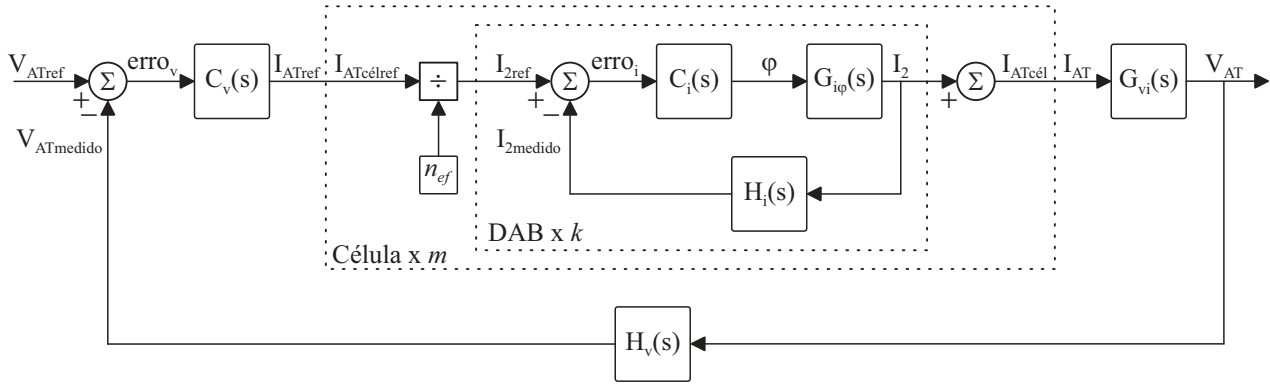 V_ATref
+
−
Σ
erro_v
C_v(s)
I_ATref
I_ATcélref
÷
n_ef
I_2ref
+
−
Σ
erro_i
C_i(s)
φ
G_iφ(s)
I_2
+
Σ
I_ATcél
I_AT
G_vi
V_AT
V_ATmedido
I_2medido
H_i(s)
DAB x k
Célula x m
H_v(s)